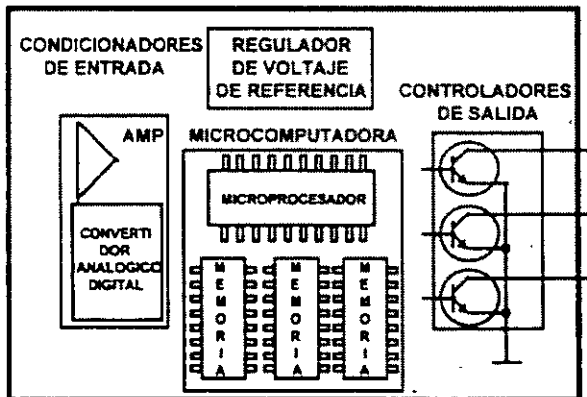 CONDICIONADORES
DE ENTRADA
REGULADOR
DE VOLTAJE
DE REFERENCIA
CONTROLADORES
DE SALIDA
AMP
CONVERTI
DOR
ANALOGICO
DIGITAL
MICROCOMPUTADORA
MICROPROCESADOR
MEMORIA
MEMORIA
MEMORIA